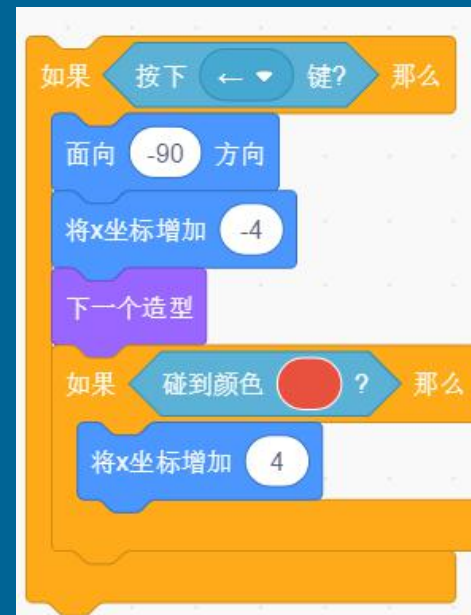 如果 按下 ← 键? 那么
面向 -90 方向
将x坐标增加 -4
下一个造型
如果 碰到颜色 ? 那么
将x坐标增加 4